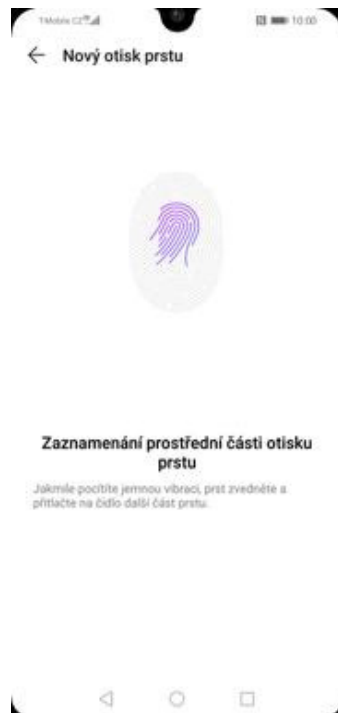 T-Mobile CZ
10:00
Nový otisk prstu
Zaznamenání prostřední části otisku
prstu
Jakmile pocítíte jemnou vibraci, prst zvedněte a
přitlačte na čidlo další část prstu.